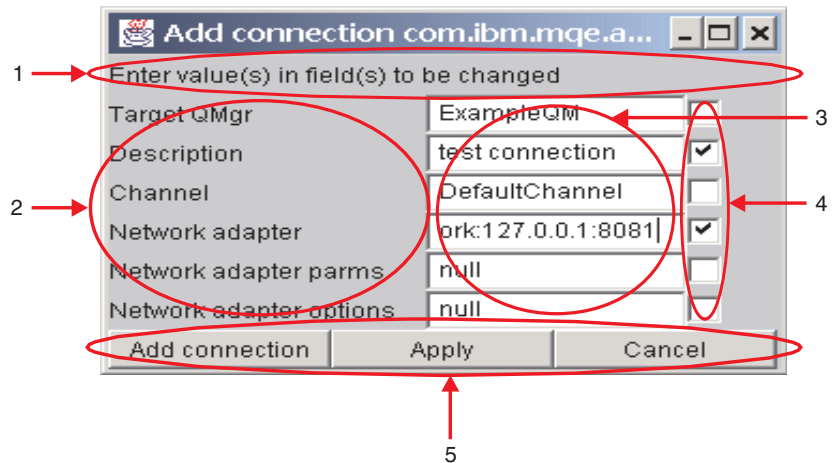 Add connection com.ibm.mqe.a...
1 Enter value(s) in field(s) to be changed
Target QMgr ExampleQM 3
Description test connection
Channel DefaultChannel 4
2
Network adapter ork:127.0.0.1:8081
Network adapter parms null
Network adapter options null
Add connection Apply Cancel
5